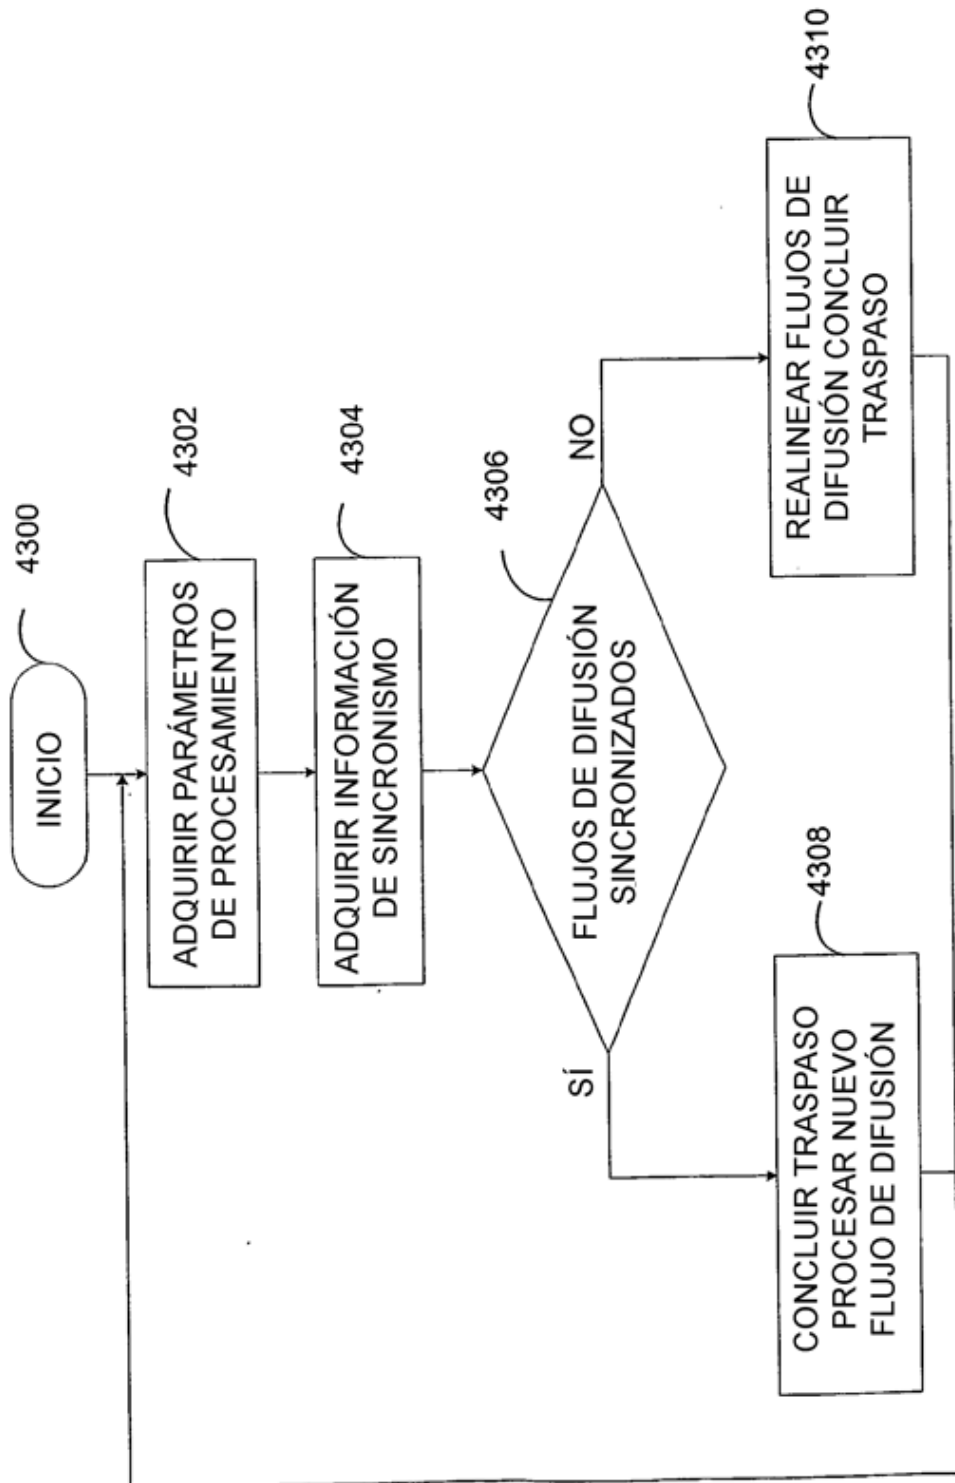 INICIO
4300
ADQUIRIR PARÁMETROS
DE PROCESAMIENTO
4302
ADQUIRIR INFORMACIÓN
DE SINCRONISMO
4304
FLUJOS DE DIFUSIÓN
SINCRONIZADOS
4306
SÍ
NO
CONCLUIR TRASPASO
PROCESAR NUEVO
FLUJO DE DIFUSIÓN
4308
REALINEAR FLUJOS DE
DIFUSIÓN CONCLUIR
TRASPASO
4310